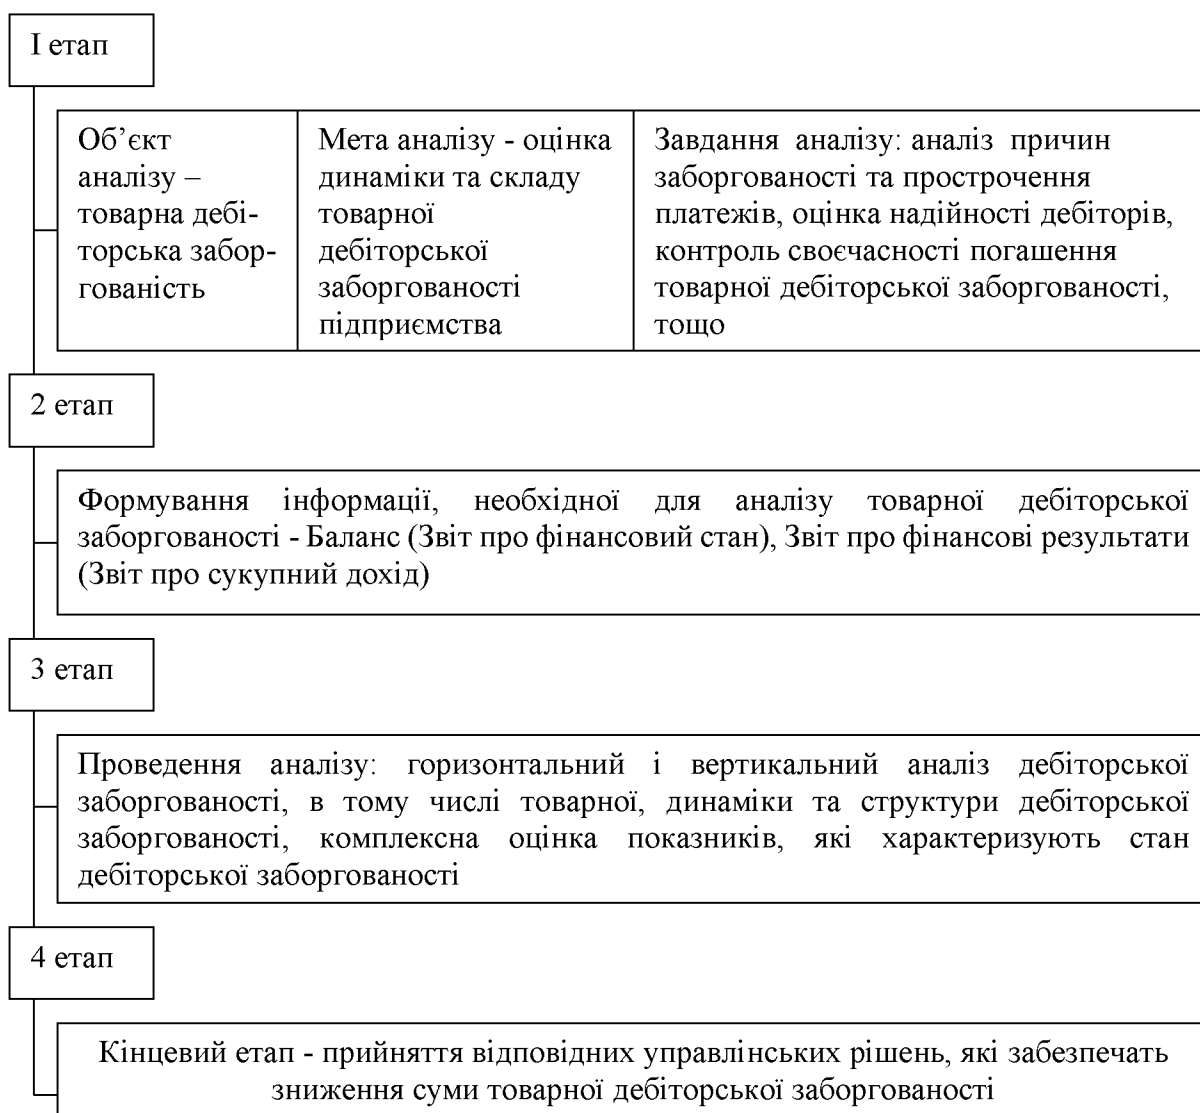 І етап
Об’єкт
аналізу –
товарна дебі-
торська забор-
гованість
Мета аналізу - оцінка
динаміки та складу
товарної
дебіторської
заборгованості
підприємства
Завдання аналізу: аналіз причин
заборгованості та прострочення
платежів, оцінка надійності дебіторів,
контроль своєчасності погашення
товарної дебіторської заборгованості,
тощо
2 етап
Формування інформації, необхідної для аналізу товарної дебіторської
заборгованості - Баланс (Звіт про фінансовий стан), Звіт про фінансові результати
(Звіт про сукупний дохід)
3 етап
Проведення аналізу: горизонтальний і вертикальний аналіз дебіторської
заборгованості, в тому числі товарної, динаміки та структури дебіторської
заборгованості, комплексна оцінка показників, які характеризують стан
дебіторської заборгованості
4 етап
Кінцевий етап - прийняття відповідних управлінських рішень, які забезпечать
зниження суми товарної дебіторської заборгованості